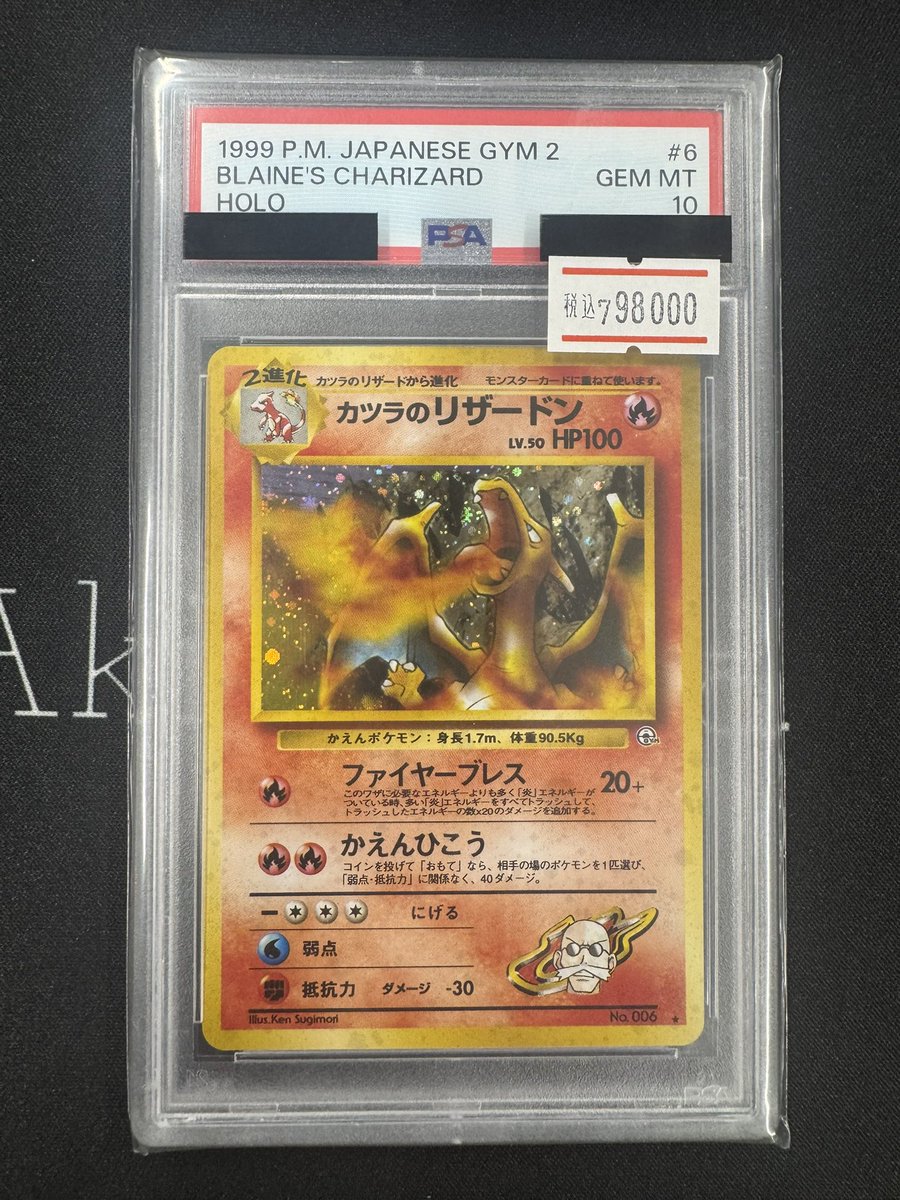 1999 P.M. JAPANESE GYM 2 #6
BLAINE'S CHARIZARD GEM MT
HOLO 10
PSA
税込 798000
2進化 カツラのリザードから進化 モンスターカードに重ねて使います。
カツラのリザードン
LV.50 HP100
Ak
かえんポケモン：身長1.7m、体重90.5Kg
GYM
ファイヤーブレス 20+
このワザに必要なエネルギーよりも多く「炎」エネルギーが
ついている時、多い「炎」エネルギーをすべてトラッシュして、
トラッシュしたエネルギーの数x20のダメージを追加する。
かえんひこう
コインを投げて「おもて」なら、相手の場のポケモンを1匹選び、
「弱点・抵抗力」に関係なく、40ダメージ。
にげる
弱点
抵抗力 ダメージ -30
Illus.Ken Sugimori No. 006 ★
PSA